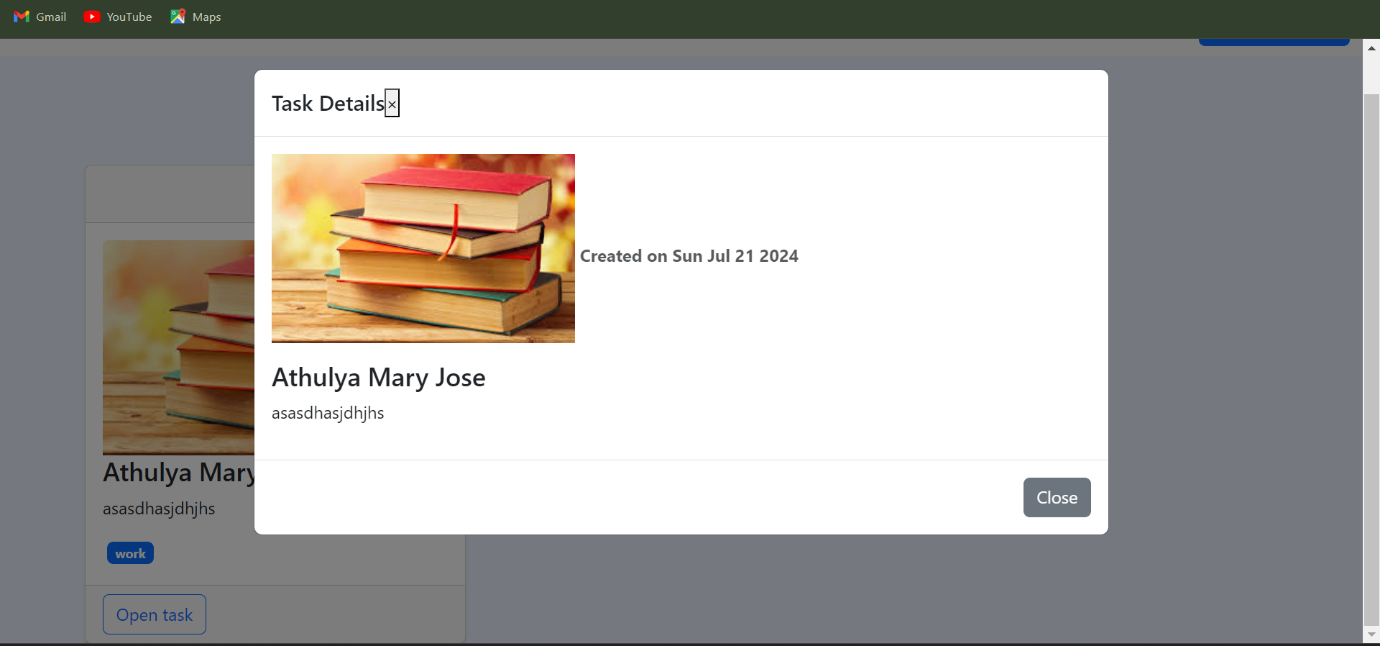 Gmail YouTube Maps
Task Details×
Created on Sun Jul 21 2024
Athulya Mary Jose
asasdhasjdhjhs
Close
Athulya Mary
asasdhasjdhjhs
work
Open task